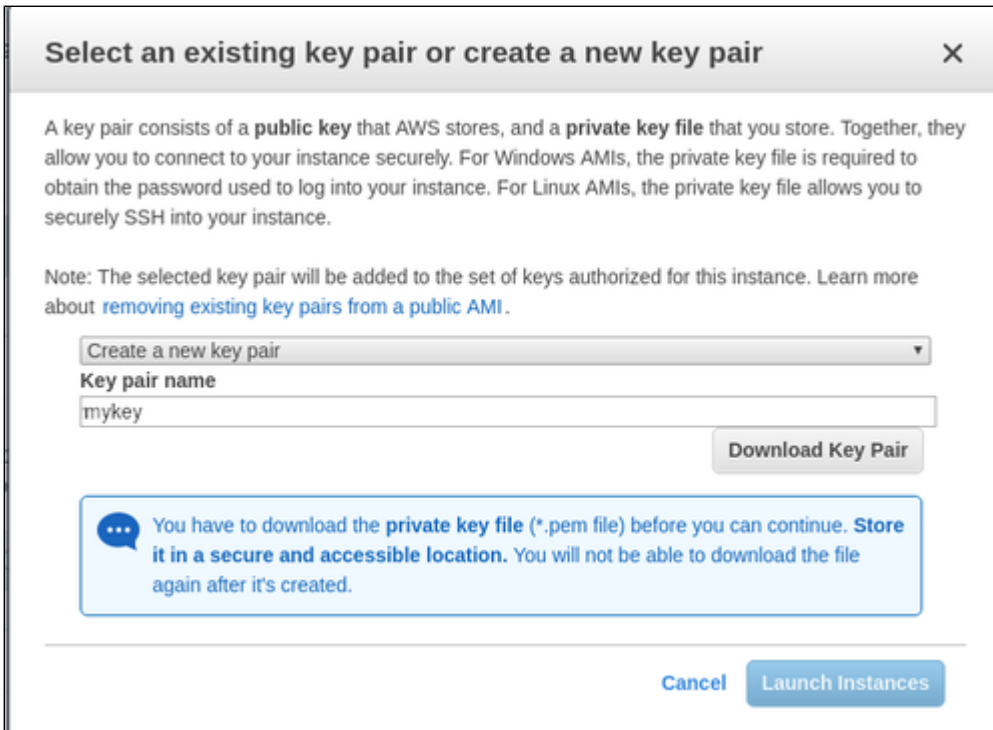 Select an existing key pair or create a new key pair
A key pair consists of a public key that AWS stores, and a private key file that you store. Together, they
allow you to connect to your instance securely. For Windows AMIs, the private key file is required to
obtain the password used to log into your instance. For Linux AMIs, the private key file allows you to
securely SSH into your instance.
Note: The selected key pair will be added to the set of keys authorized for this instance. Learn more
about removing existing key pairs from a public AMI.
Create a new key pair
Key pair name
mykey
Download Key Pair
You have to download the private key file (*.pem file) before you can continue. Store
it in a secure and accessible location. You will not be able to download the file
again after it's created.
Cancel Launch Instances